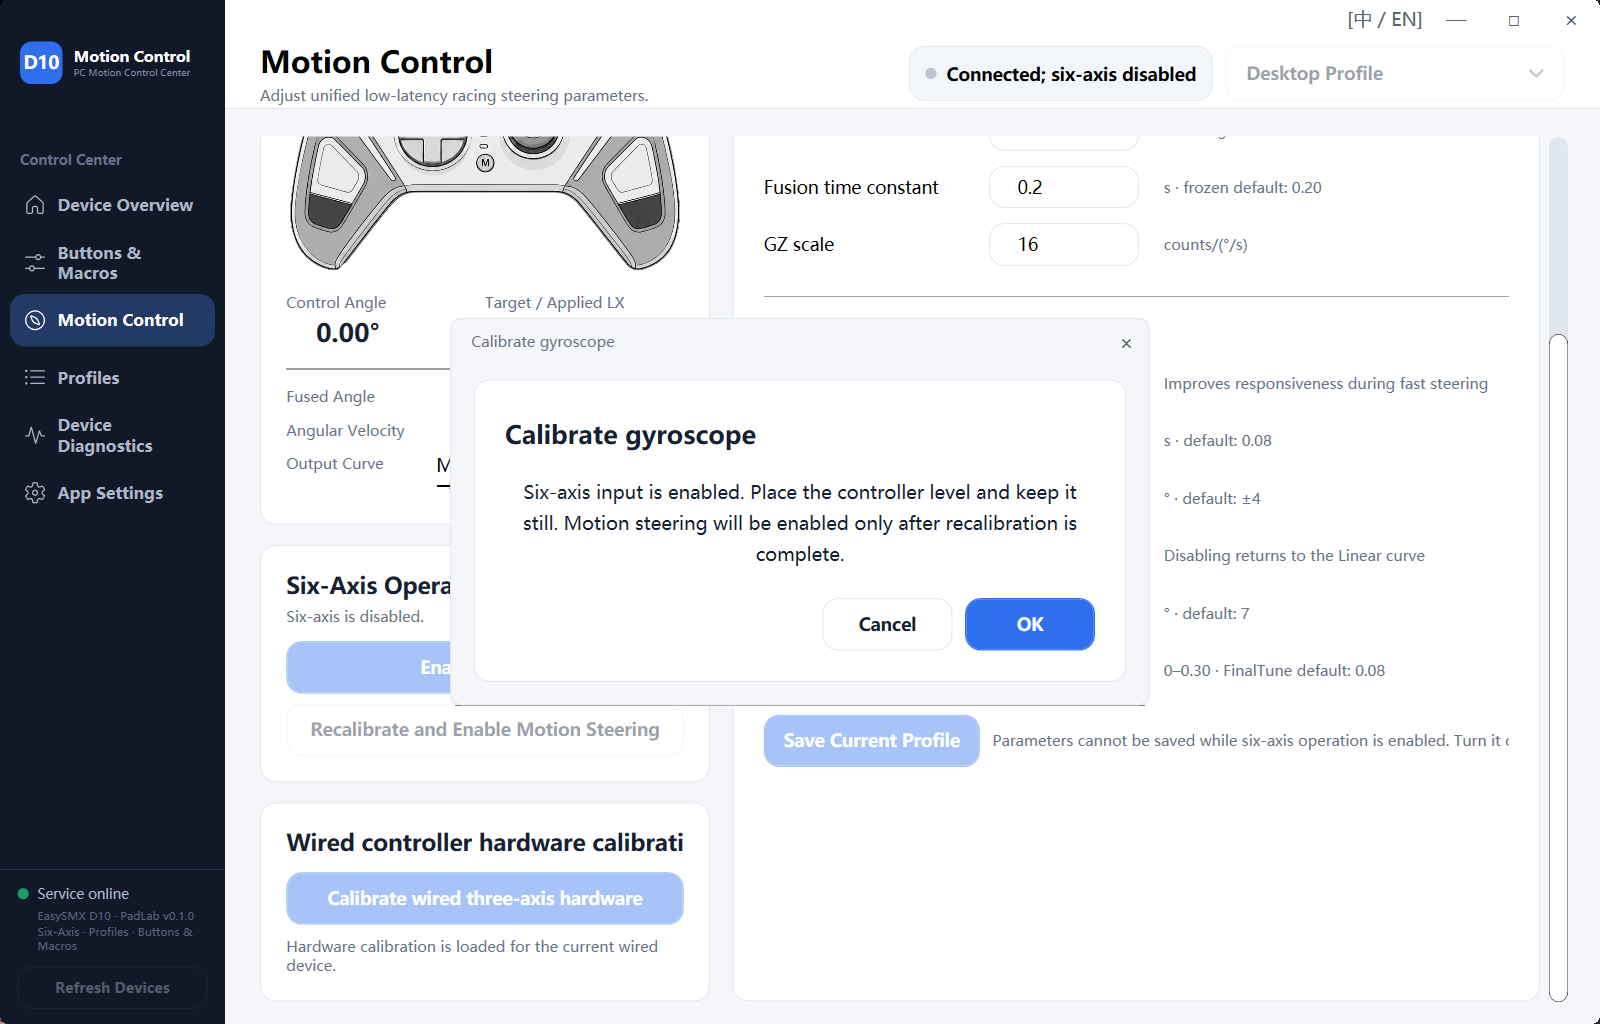 [中 / EN]
D10
Motion Control
PC Motion Control Center
Motion Control
Adjust unified low-latency racing steering parameters.
Connected; six-axis disabled
Desktop Profile
Control Center
Device Overview
Buttons &
Macros
Motion Control
Profiles
Device
Diagnostics
App Settings
Service online
EasySMX D10 · PadLab v0.1.0
Six-Axis · Profiles · Buttons &
Macros
Refresh Devices
M
Control Angle
Target / Applied LX
0.00°
Fused Angle
Angular Velocity
Output Curve
M
Six-Axis Opera
Six-axis is disabled.
Ena
Recalibrate and Enable Motion Steering
Wired controller hardware calibrati
Calibrate wired three-axis hardware
Hardware calibration is loaded for the current wired
device.
Fusion time constant
0.2
s · frozen default: 0.20
GZ scale
16
counts/(°/s)
Improves responsiveness during fast steering
s · default: 0.08
° · default: ±4
Disabling returns to the Linear curve
° · default: 7
0–0.30 · FinalTune default: 0.08
Save Current Profile
Parameters cannot be saved while six-axis operation is enabled. Turn it
Calibrate gyroscope
Calibrate gyroscope
Six-axis input is enabled. Place the controller level and keep it
still. Motion steering will be enabled only after recalibration is
complete.
Cancel
OK